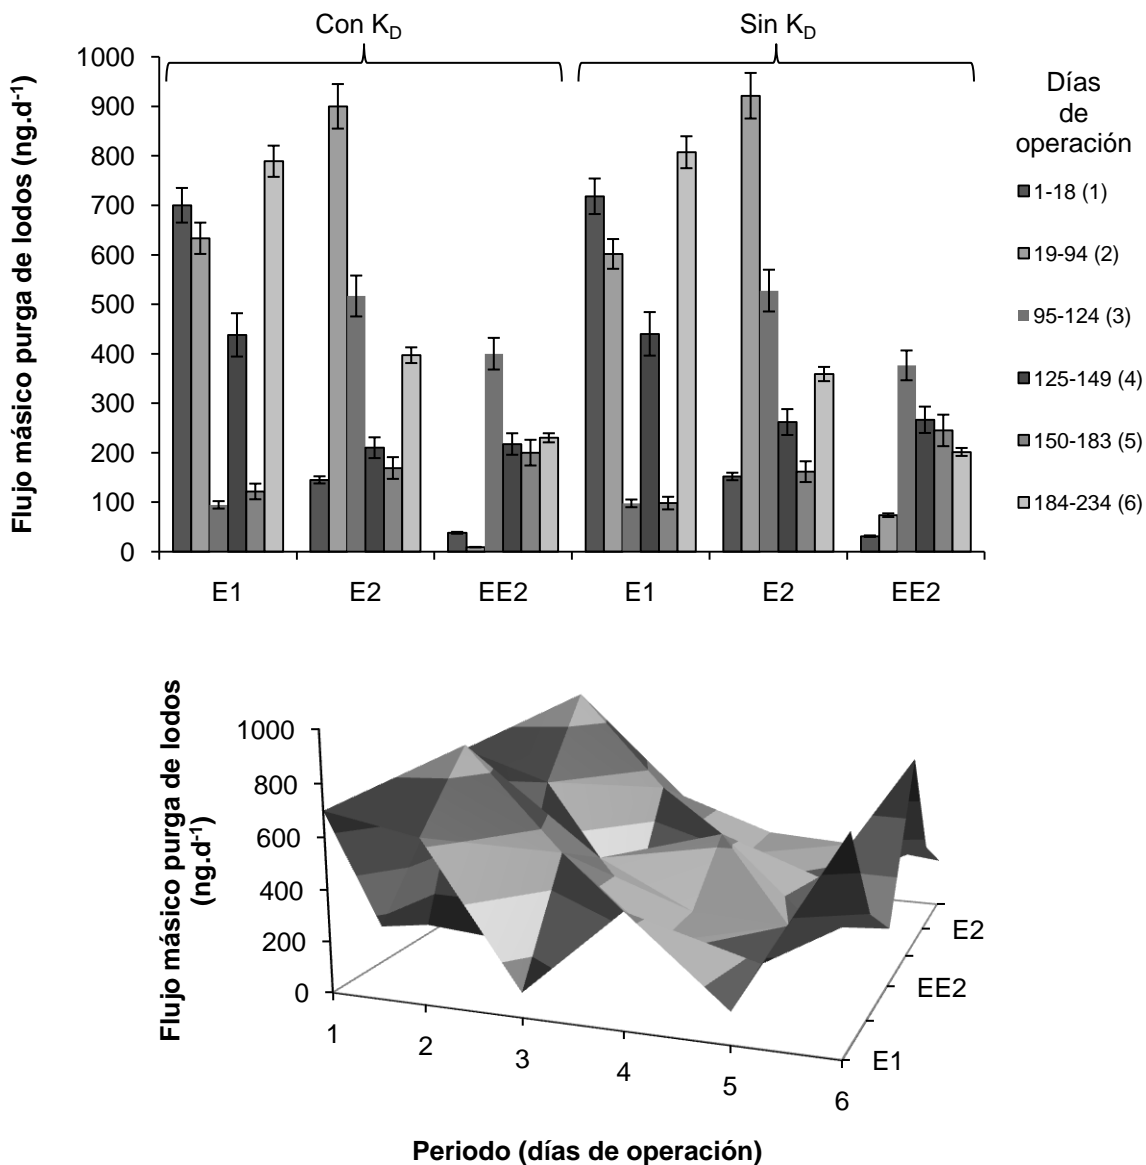 Con KD
Sin KD
Flujo másico purga de lodos (ng.d-1)
1000
900
800
700
600
500
400
300
200
100
0
E1
E2
EE2
E1
E2
EE2
Días
de
operación
1-18 (1)
19-94 (2)
95-124 (3)
125-149 (4)
150-183 (5)
184-234 (6)
Flujo másico purga de lodos
(ng.d-1)
1000
800
600
400
200
0
1
2
3
4
5
6
E1
EE2
E2
Periodo (días de operación)